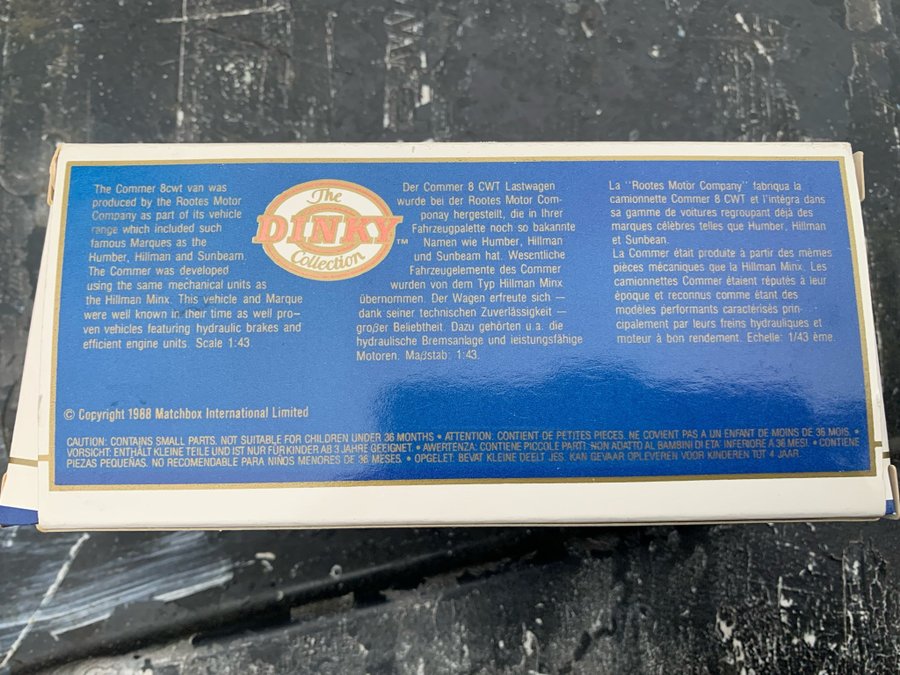 The Commer 8cwt van was
produced by the Rootes Motor
Company as part of its vehicle
range which included such
famous Marques as the
Humber, Hillman and Sunbeam.
The Commer was developed
using the same mechanical units as
the Hillman Minx. This vehicle and Marque
were well known in their time as well pro-
ven vehicles featuring hydraulic brakes and
efficient engine units. Scale 1:43.
The
DINKY™
Collection
Der Commer 8 CWT Lastwagen
wurde bei der Rootes Motor Com-
ponay hergestellt, die in Ihrer
Fahrzeugpalette noch so bakannte
Namen wie Humber, Hillman
und Sunbeam hat. Wesentliche
Fahrzeugelemente des Commer
wurden von dem Typ Hillman Minx
übernommen. Der Wagen erfreute sich —
dank seiner technischen Zuverlässigkeit —
großer Beliebtheit. Dazu gehörten u.a. die
hydraulische Bremsanlage und leistungsfähige
Motoren. Maßstab: 1:43.
La "Rootes Motor Company" fabriqua la
camionnette Commer 8 CWT et l'intégra dans
sa gamme de voitures regroupant déjà des
marques célèbres telles que Humber, Hillman
et Sunbean.
La Commer était produite à partir des mèmes
pièces mécaniques que la Hillman Minx. Les
camionnettes Commer étaient réputés à leur
époque et reconnus comme étant des
modèles performants caractérisés prin-
cipalement par leurs freins hydrauliques et
moteur à bon rendement. Echelle: 1/43 éme.
© Copyright 1988 Matchbox International Limited
CAUTION: CONTAINS SMALL PARTS. NOT SUITABLE FOR CHILDREN UNDER 36 MONTHS • ATTENTION: CONTIENT DE PETITES PIECES. NE COVIENT PAS A UN ENFANT DE MOINS DE 36 MOIS. •
VORSICHT: ENTHÄLT KLEINE TEILE UND IST NUR FÜR KINDER AB 3 JAHRE GEEIGNET. • AWERTENZA: CONTIENE PICCOLE PARTI. NON ADATTO AL BAMBINI DI ETA INFERIORE A 36 MESI. • CONTIENE
PIEZAS PEQUEÑAS. NO RECOMENDABLE PARA NINOS MENORES DE 36 MESES. • OPGELET: BEVAT KLEINE DEELT JES. KAN GEVAAR OPLEVEREN VOOR KINDEREN TOT 4 JAAR.